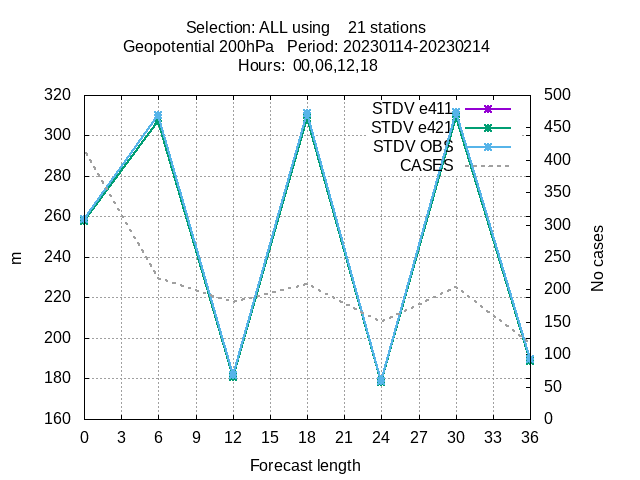 Selection: ALL using 21 stations
Geopotential 200hPa Period: 20230114-20230214
Hours: 00,06,12,18
320 500
STDV e411
STDV e421
STDV OBS
CASES
300 450
280 400
260 350
240 300
220 250
200 200
180 150
160 100
50
0
m
No cases
0 3 6 9 12 15 18 21 24 27 30 33 36
Forecast length